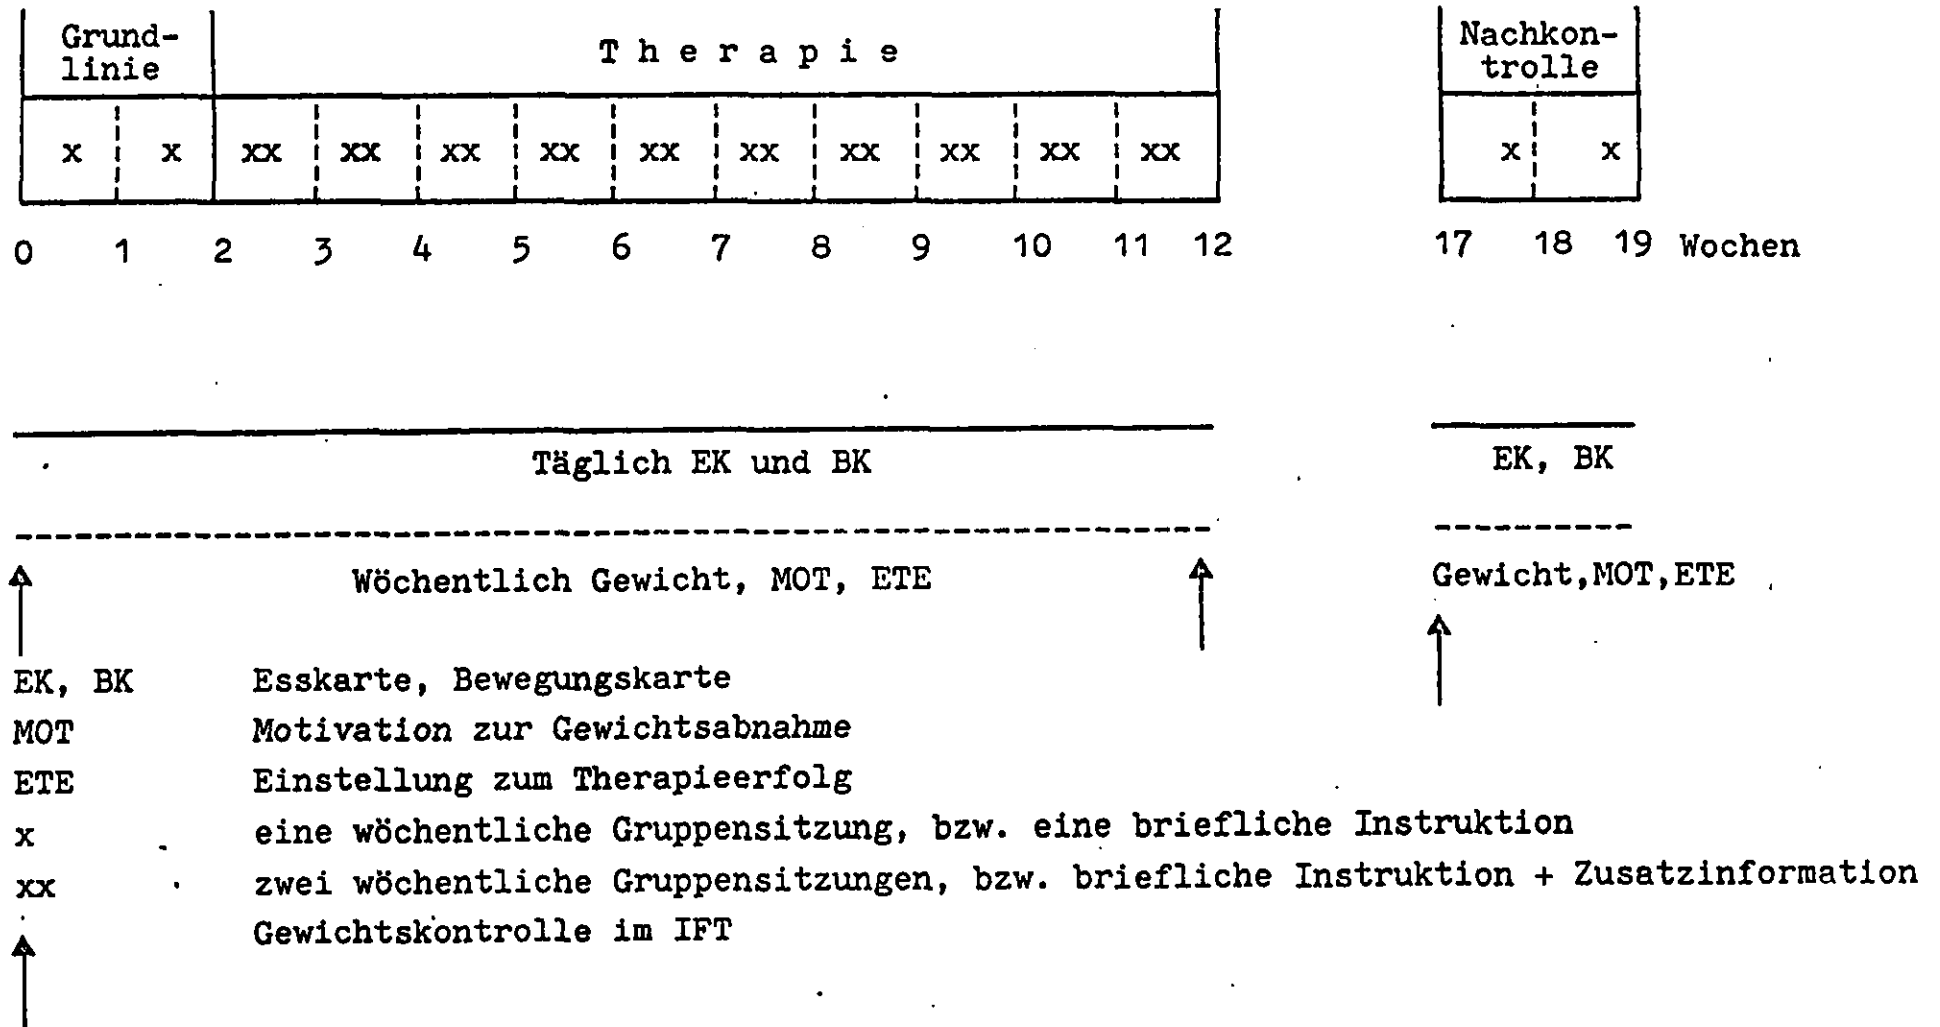 Grund-
linie
Therapie
Nachkon-
trolle
x x xx xx xx xx xx xx xx xx xx xx x x
0 1 2 3 4 5 6 7 8 9 10 11 12 17 18 19 Wochen
Täglich EK und BK
EK, BK
Wöchentlich Gewicht, MOT, ETE
Gewicht,MOT,ETE
EK, BK Esskarte, Bewegungskarte
MOT Motivation zur Gewichtsabnahme
ETE Einstellung zum Therapieerfolg
x eine wöchentliche Gruppensitzung, bzw. eine briefliche Instruktion
xx zwei wöchentliche Gruppensitzungen, bzw. briefliche Instruktion + Zusatzinformation
Gewichtskontrolle im IFT